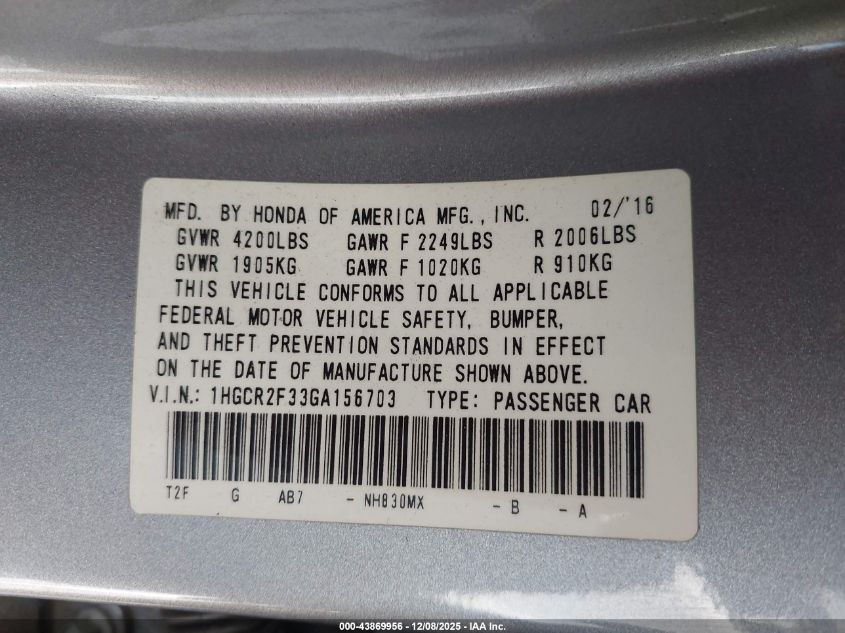 MFD. BY HONDA OF AMERICA MFG., INC. 02/'16
GVWR 4200LBS GAWR F 2249LBS R 2006LBS
GVWR 1905KG GAWR F 1020KG R 910KG
THIS VEHICLE CONFORMS TO ALL APPLICABLE
FEDERAL MOTOR VEHICLE SAFETY, BUMPER,
AND THEFT PREVENTION STANDARDS IN EFFECT
ON THE DATE OF MANUFACTURE SHOWN ABOVE.
V.I.N.: 1HGCR2F33GA156703 TYPE: PASSENGER CAR
T2F G AB7 - NH830MX - B - A
000-43869956 - 12/08/2025 - IAA Inc.